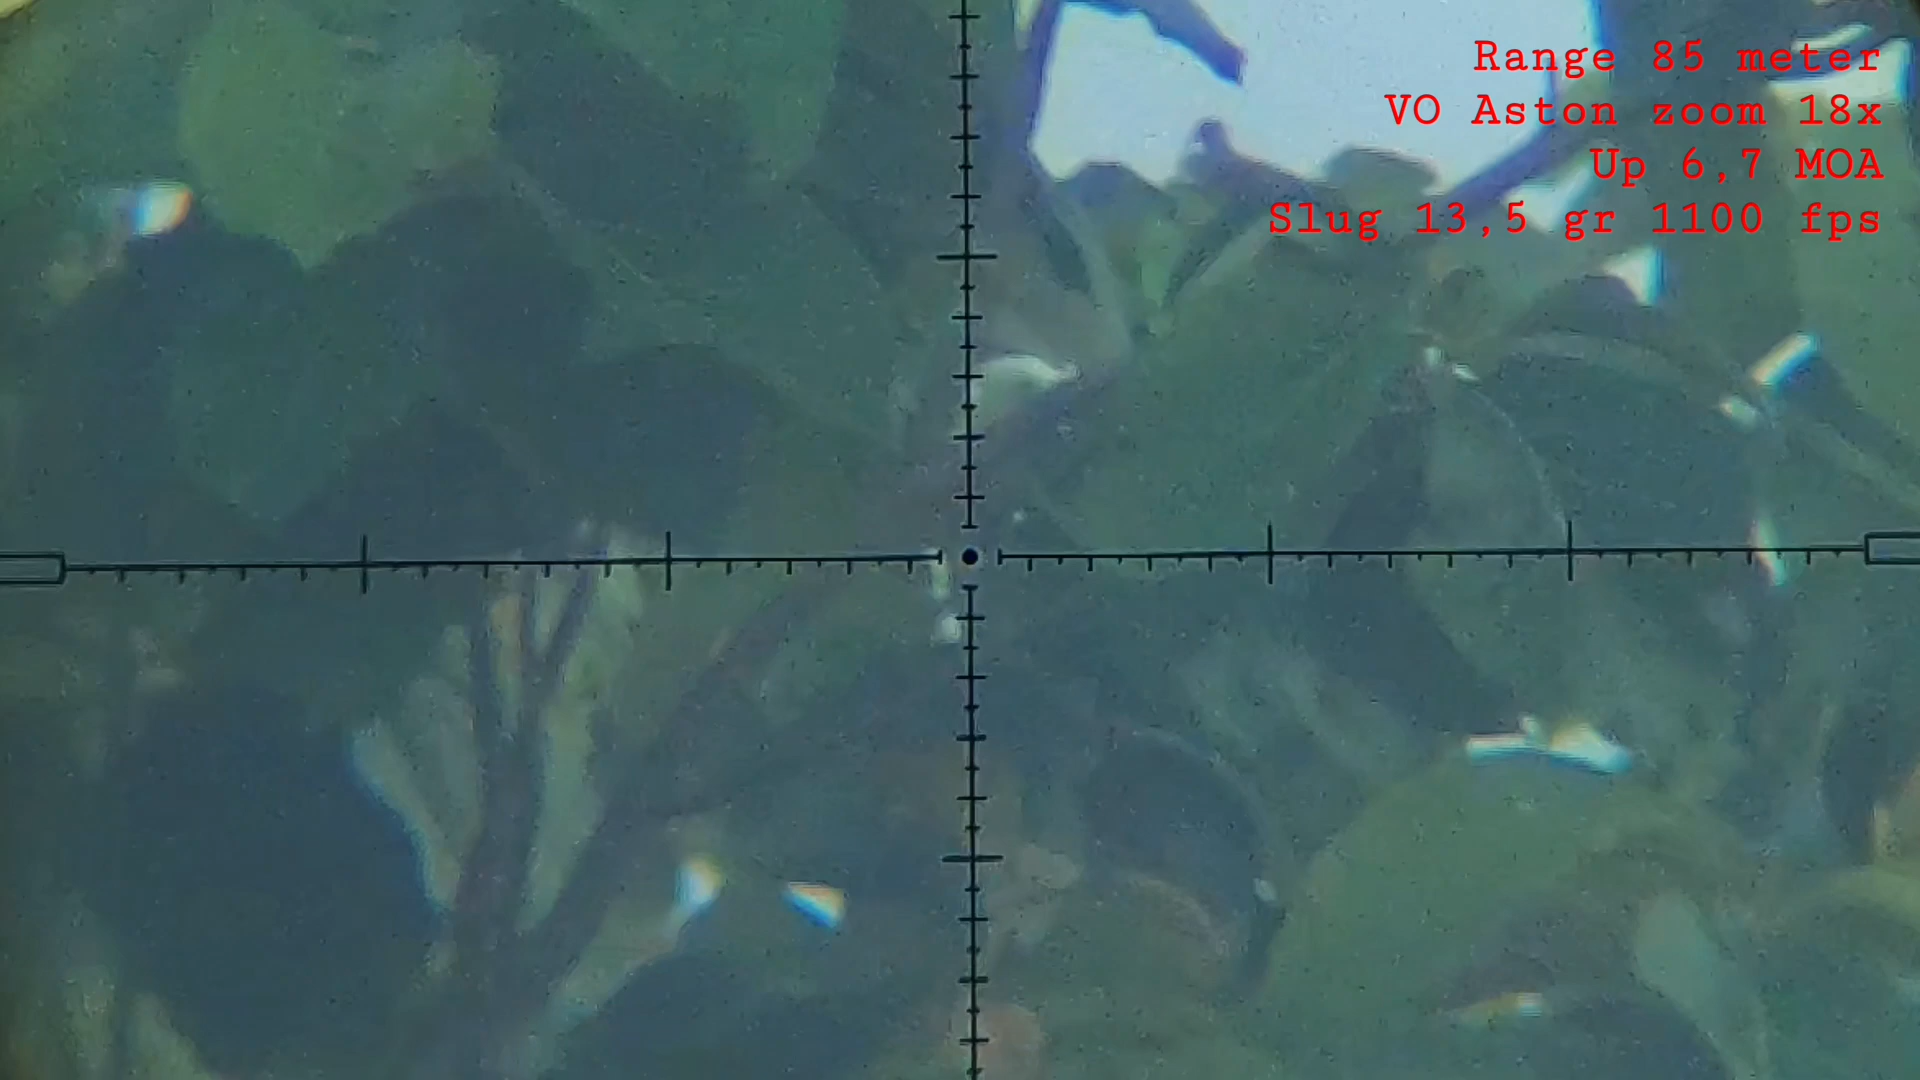 Range 85 meter
VO Aston zoom 18x
Up 6,7 MOA
Slug 13,5 gr 1100 fps